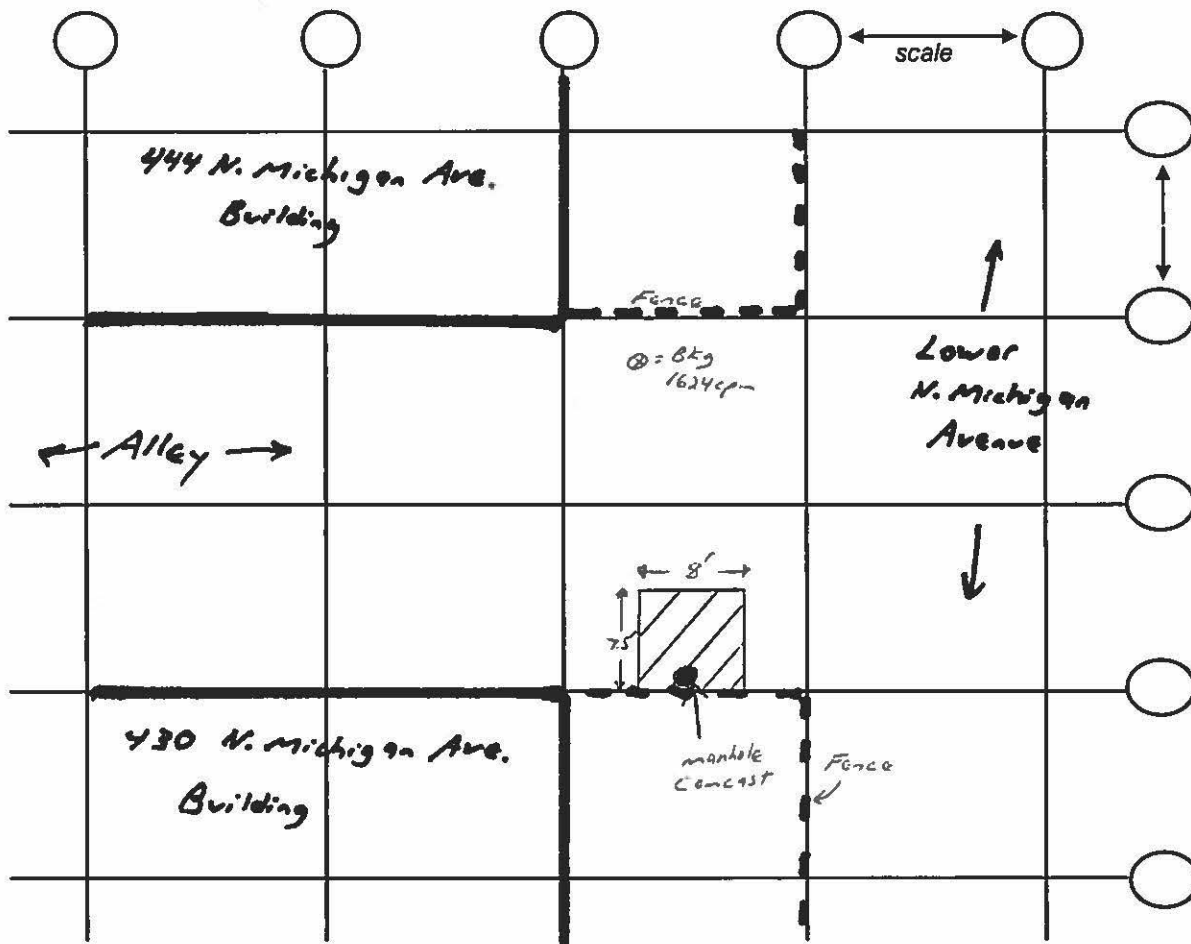 scale
444 N. Michigan Ave.
Building
Fence
⊗ = Bkg
1624 cpm
Lower
N. Michigan
Avenue
Alley
8'
7.5'
430 N. Michigan Ave.
Building
manhole
Comcast
Fence